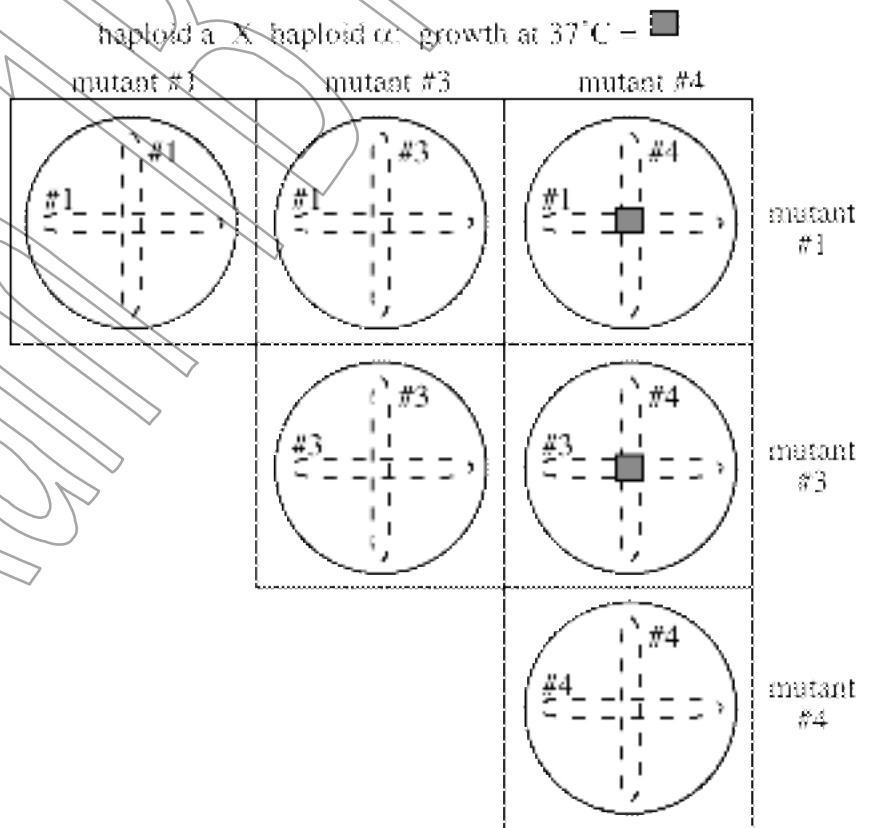 haploid a X haploid α: growth at 37°C =
mutant #1 mutant #3 mutant #4
#1 #3 #4
#1 #1 #1
mutant
#1
#3 #4
#3 #3
mutant
#3
#4
#4
mutant
#4